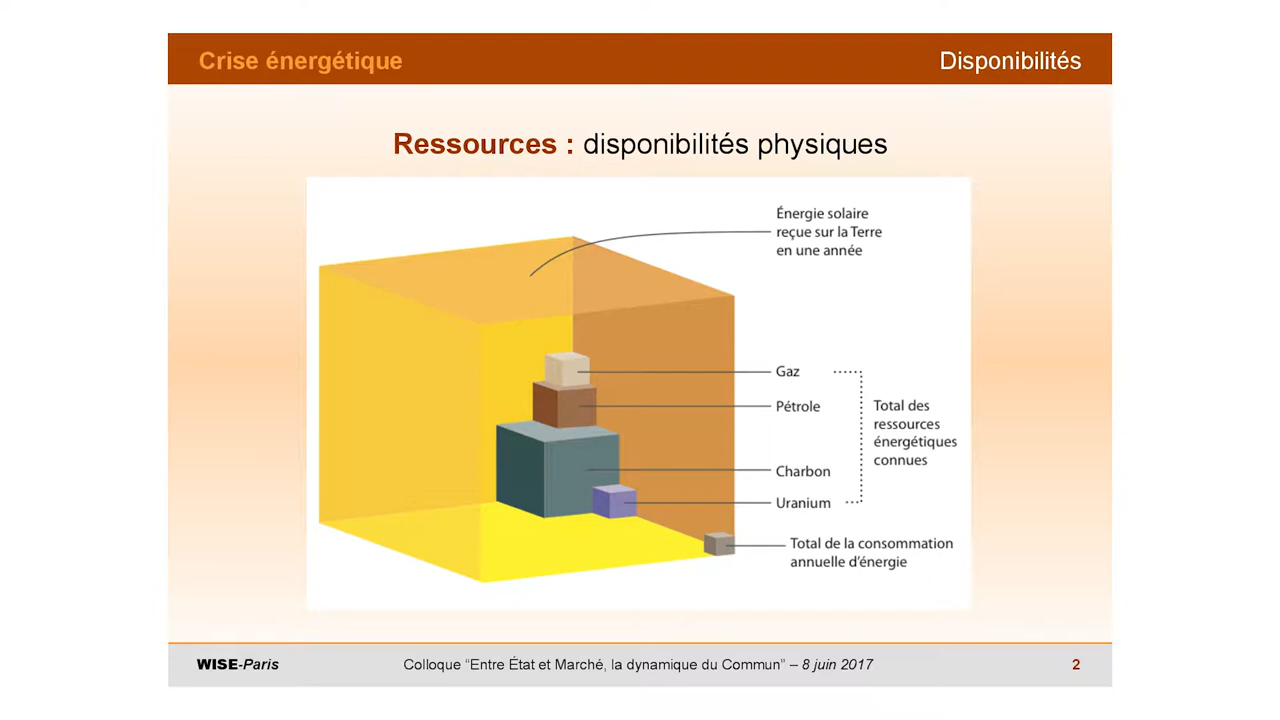 Crise énergétique
Disponibilités
Ressources : disponibilités physiques
Énergie solaire
reçue sur la Terre
en une année
Gaz
Pétrole
Total des
ressources
énergétiques
connues
Charbon
Uranium
Total de la consommation
annuelle d'énergie
WISE-Paris
Colloque “Entre État et Marché, la dynamique du Commun” – 8 juin 2017
2